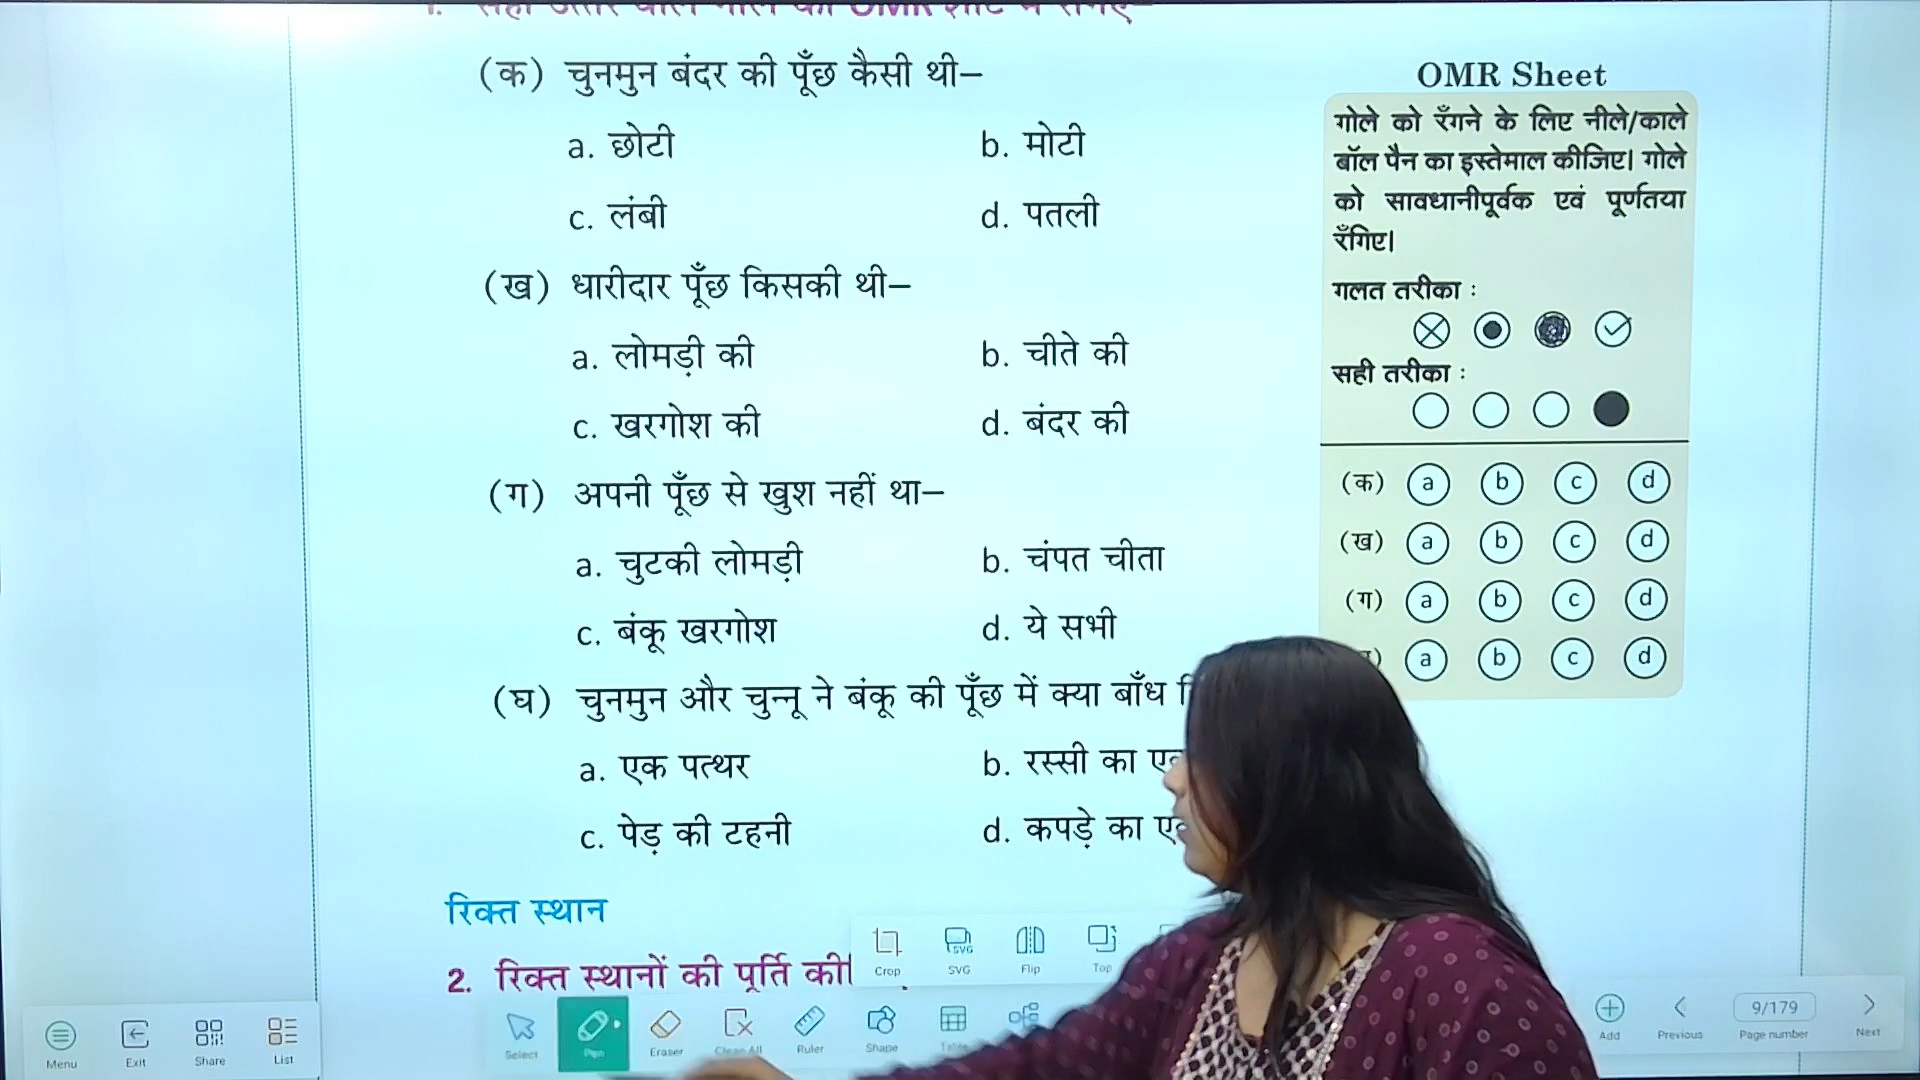 (क) चुनमुन बंदर की पूँछ कैसी थी–
a. छोटी b. मोटी
c. लंबी d. पतली
(ख) धारीदार पूँछ किसकी थी–
a. लोमड़ी की b. चीते की
c. खरगोश की d. बंदर की
(ग) अपनी पूँछ से खुश नहीं था–
a. चुटकी लोमड़ी b. चंपत चीता
c. बंकू खरगोश d. ये सभी
(घ) चुनमुन और चुन्नू ने बंकू की पूँछ में क्या बाँध
a. एक पत्थर b. रस्सी का
c. पेड़ की टहनी d. कपड़े का
रिक्त स्थान
2. रिक्त स्थानों की पूर्ति
OMR Sheet
गोले को रँगने के लिए नीले/काले
बॉल पैन का इस्तेमाल कीजिए। गोले
को सावधानीपूर्वक एवं पूर्णतया
रँगिए।
गलत तरीका :
सही तरीका :
(क) a b c d
(ख) a b c d
(ग) a b c d
a b c d
Crop SVG Flip Top
Select Pen Eraser Clean All Ruler Shape Table
Menu Exit Share List
Add Previous 9/179 Page number Next